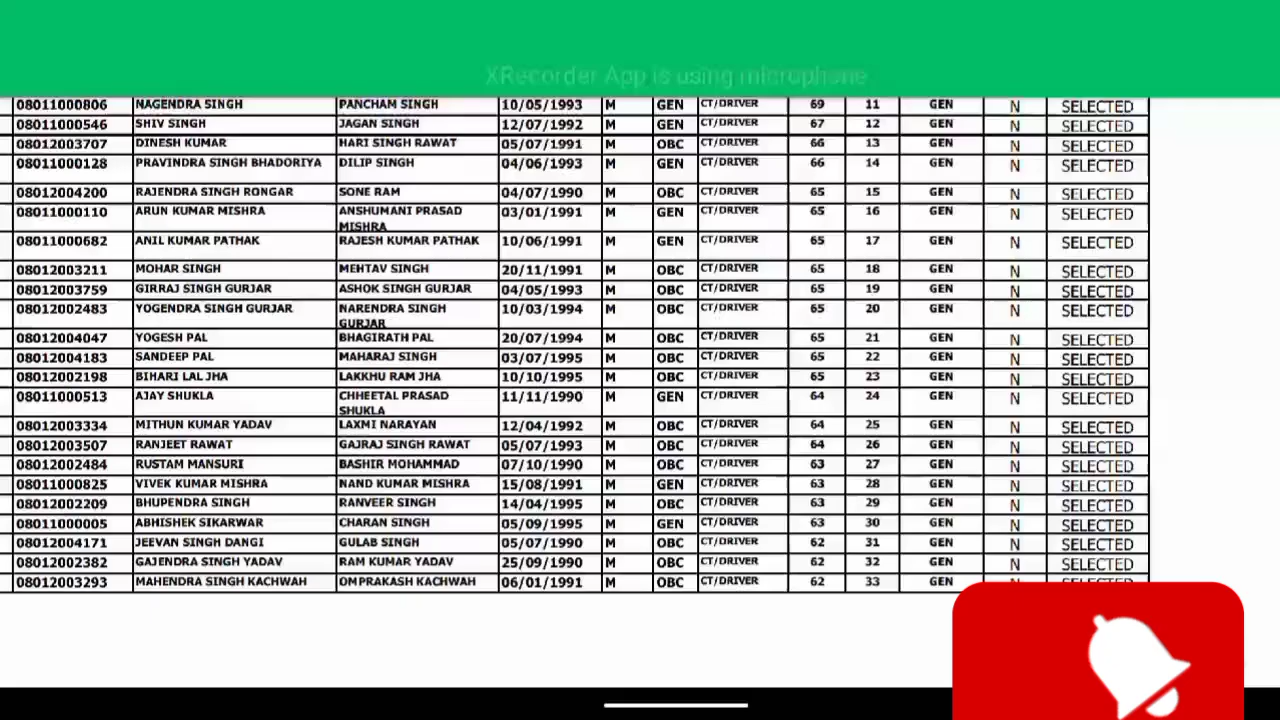 XRecorder App is using microphone
08011000806 NAGENDRA SINGH PANCHAM SINGH 10/05/1993 M GEN CT/DRIVER 69 11 GEN N SELECTED
08011000546 SHIV SINGH JAGAN SINGH 12/07/1992 M GEN CT/DRIVER 67 12 GEN N SELECTED
08012003707 DINESH KUMAR HARI SINGH RAWAT 05/07/1991 M OBC CT/DRIVER 66 13 GEN N SELECTED
08011000128 PRAVINDRA SINGH BHADORIYA DILIP SINGH 04/06/1993 M GEN CT/DRIVER 66 14 GEN N SELECTED
08012004200 RAJENDRA SINGH RONGAR SONE RAM 04/07/1990 M OBC CT/DRIVER 65 15 GEN N SELECTED
08011000110 ARUN KUMAR MISHRA ANSHUMANI PRASAD 03/01/1991 M GEN CT/DRIVER 65 16 GEN N SELECTED
MISHRA
08011000682 ANIL KUMAR PATHAK RAJESH KUMAR PATHAK 10/06/1991 M GEN CT/DRIVER 65 17 GEN N SELECTED
08012003211 MOHAR SINGH MEHTAV SINGH 20/11/1991 M OBC CT/DRIVER 65 18 GEN N SELECTED
08012003759 GIRRAJ SINGH GURJAR ASHOK SINGH GURJAR 04/05/1993 M OBC CT/DRIVER 65 19 GEN N SELECTED
08012002483 YOGENDRA SINGH GURJAR NARENDRA SINGH 10/03/1994 M OBC CT/DRIVER 65 20 GEN N SELECTED
GURJAR
08012004047 YOGESH PAL BHAGIRATH PAL 20/07/1994 M OBC CT/DRIVER 65 21 GEN N SELECTED
08012004183 SANDEEP PAL MAHARAJ SINGH 03/07/1995 M OBC CT/DRIVER 65 22 GEN N SELECTED
08012002198 BIHARI LAL JHA LAKKHU RAM JHA 10/10/1995 M OBC CT/DRIVER 65 23 GEN N SELECTED
08011000513 AJAY SHUKLA CHHEETAL PRASAD 11/11/1990 M GEN CT/DRIVER 64 24 GEN N SELECTED
SHUKLA
08012003334 MITHUN KUMAR YADAV LAXMI NARAYAN 12/04/1992 M OBC CT/DRIVER 64 25 GEN N SELECTED
08012003507 RANJEET RAWAT GAJRAJ SINGH RAWAT 05/07/1993 M OBC CT/DRIVER 64 26 GEN N SELECTED
08012002484 RUSTAM MANSURI BASHIR MOHAMMAD 07/10/1990 M OBC CT/DRIVER 63 27 GEN N SELECTED
08011000825 VIVEK KUMAR MISHRA NAND KUMAR MISHRA 15/08/1991 M GEN CT/DRIVER 63 28 GEN N SELECTED
08012002209 BHUPENDRA SINGH RANVEER SINGH 14/04/1995 M OBC CT/DRIVER 63 29 GEN N SELECTED
08011000005 ABHISHEK SIKARWAR CHARAN SINGH 05/09/1995 M GEN CT/DRIVER 63 30 GEN N SELECTED
08012004171 JEEVAN SINGH DANGI GULAB SINGH 05/07/1990 M OBC CT/DRIVER 62 31 GEN N SELECTED
08012002382 GAJENDRA SINGH YADAV RAM KUMAR YADAV 25/09/1990 M OBC CT/DRIVER 62 32 GEN N SELECTED
08012003293 MAHENDRA SINGH KACHWAH OMPRAKASH KACHWAH 06/01/1991 M OBC CT/DRIVER 62 33 GEN N SELECTED